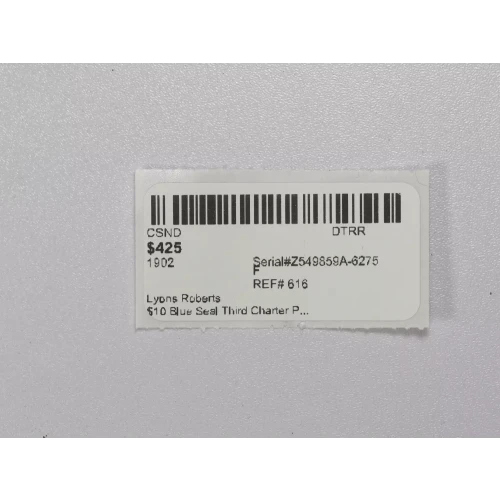 CSND DTRR
$425
1902 Serial#Z549859A-6275
F
REF# 616
Lyons Roberts
$10 Blue Seal Third Charter P...